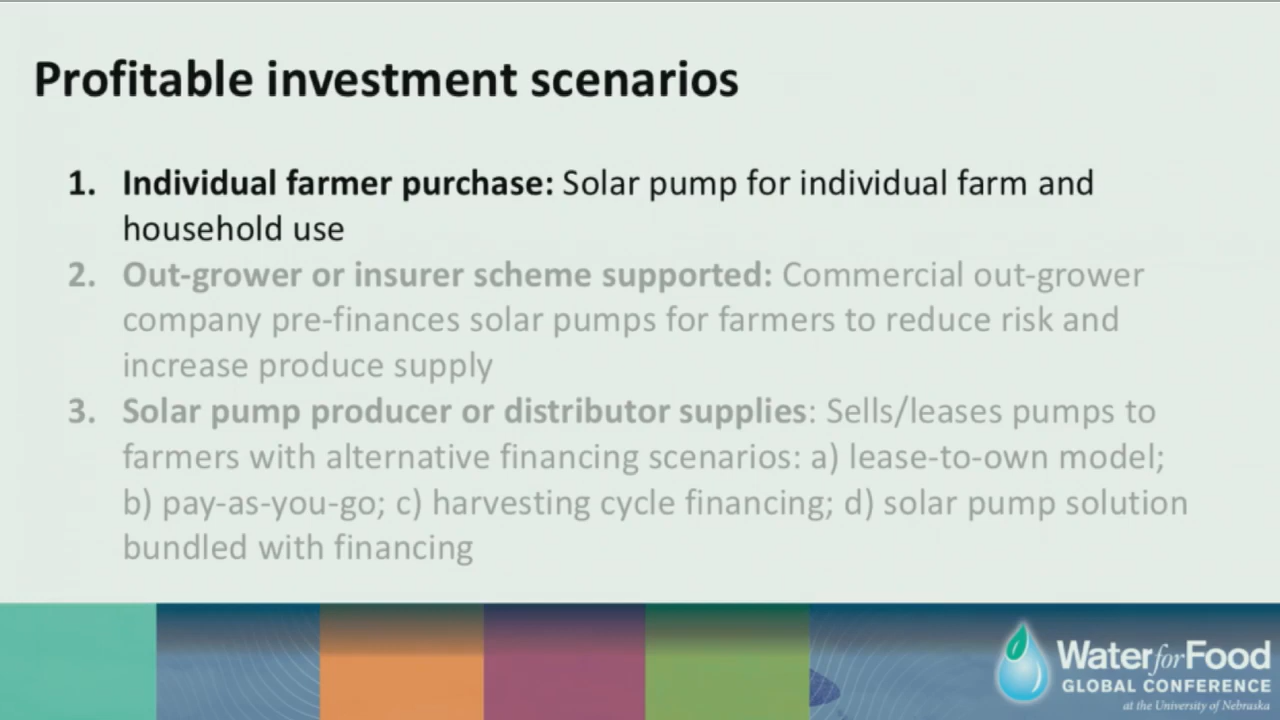 Profitable investment scenarios
1. Individual farmer purchase: Solar pump for individual farm and
household use
2. Out-grower or insurer scheme supported: Commercial out-grower
company pre-finances solar pumps for farmers to reduce risk and
increase produce supply
3. Solar pump producer or distributor supplies: Sells/leases pumps to
farmers with alternative financing scenarios: a) lease-to-own model;
b) pay-as-you-go; c) harvesting cycle financing; d) solar pump solution
bundled with financing
Water for Food
GLOBAL CONFERENCE
at the University of Nebraska